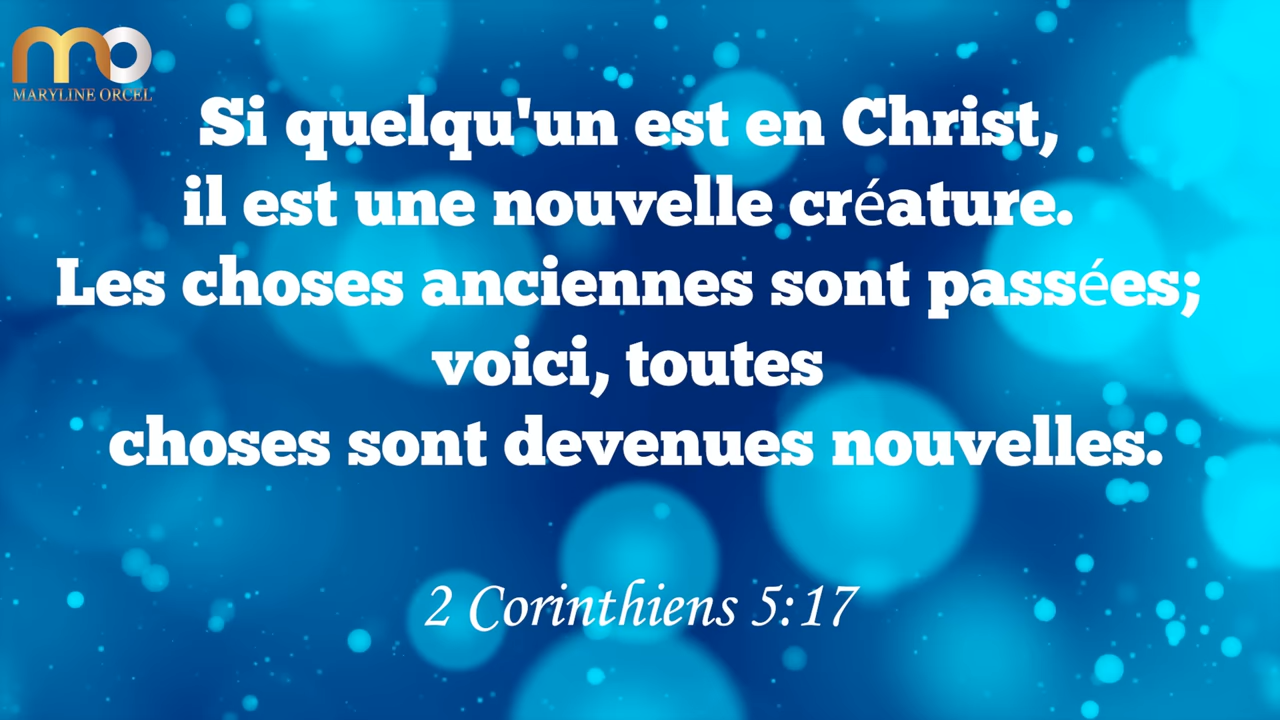 mo
MARYLINE ORCEL
Si quelqu'un est en Christ,
il est une nouvelle créature.
Les choses anciennes sont passées;
voici, toutes
choses sont devenues nouvelles.
2 Corinthiens 5:17